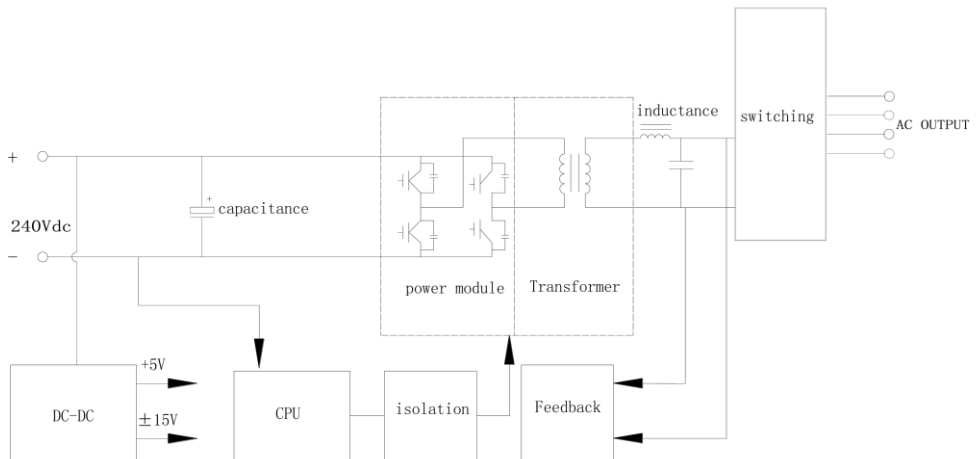 inductance
switching
AC OUTPUT
+
+
capacitance
240Vdc
−
power module
Transformer
+5V
±15V
DC-DC
CPU
isolation
Feedback